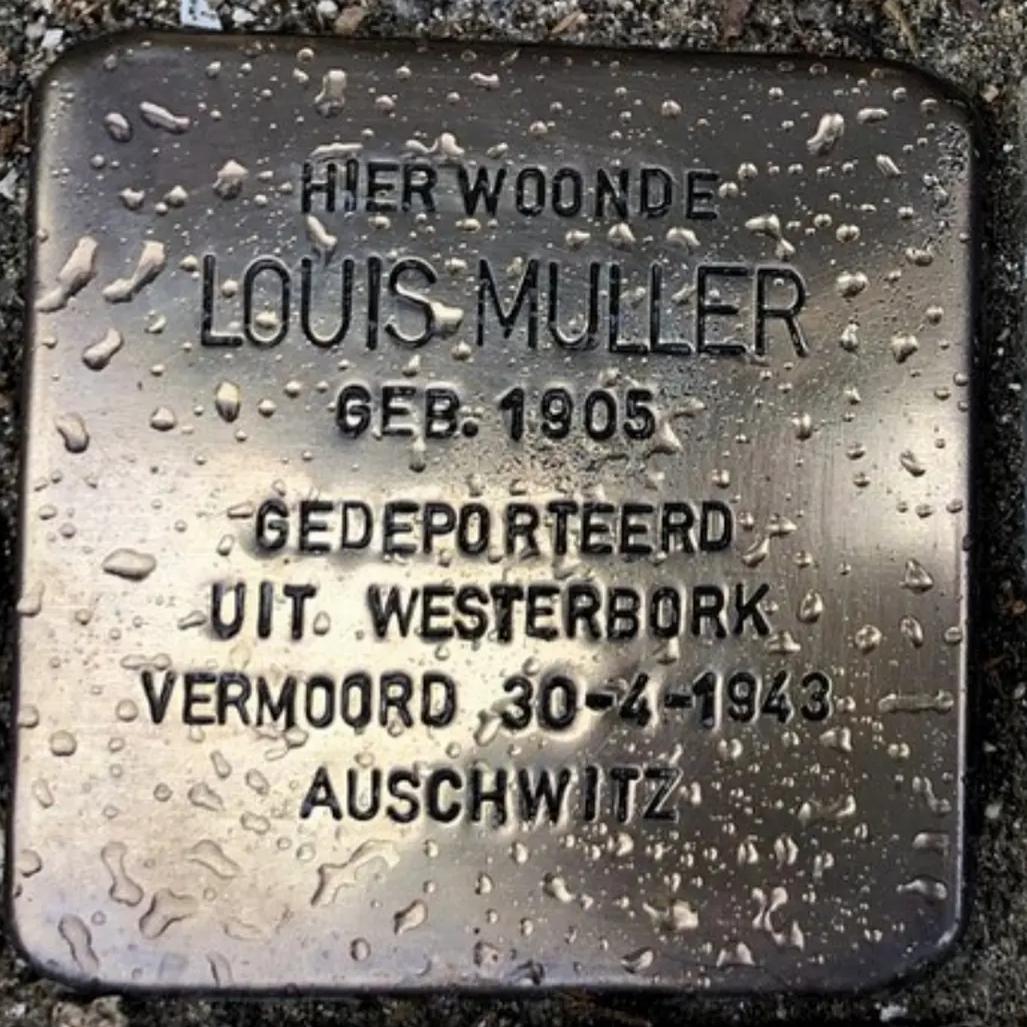 HIER WOONDE
LOUIS MULLER
GEB. 1905
GEDEPORTEERD
UIT WESTERBORK
VERMOORD 30-4-1943
AUSCHWITZ